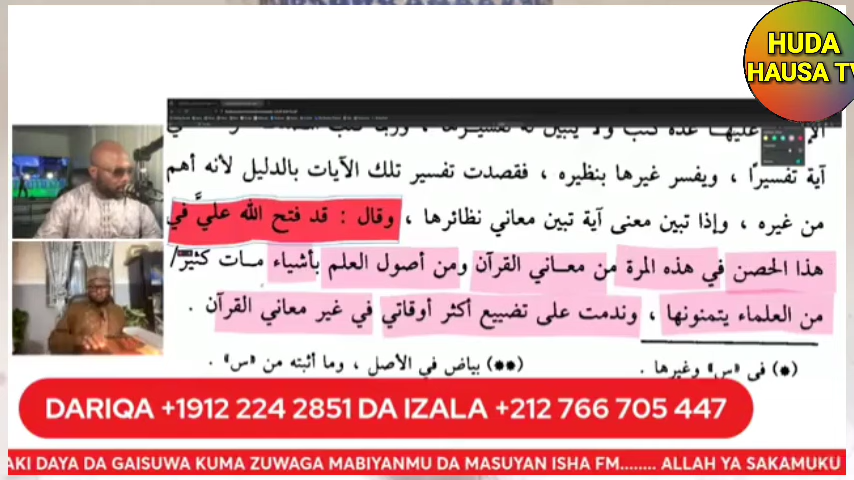 HUDA
HAUSA TV
آية تفسيرًا ، ويفسر غيرها بنظيره ، فقصدت تفسير تلك الآيات بالدليل لأنه أهم
من غيره ، وإذا تبين معنى آية تبين معاني نظائرها ، وقال : قد فتح الله عليَّ في
هذا الحصن في هذه المرة من معـاني القرآن ومن أصول العلم بأشياء مـات كثير
من العلماء يتمنونها ، وندمت على تضييع أكثر أوقاتي في غير معاني القرآن .
(*) في «س» وغيرها .
(**) بياض في الأصل ، وما أثبته من «س» .
DARIQA +1912 224 2851 DA IZALA +212 766 705 447
AKI DAYA DA GAISUWA KUMA ZUWAGA MABIYANMU DA MASUYAN ISHA FM........ ALLAH YA SAKAMUKU